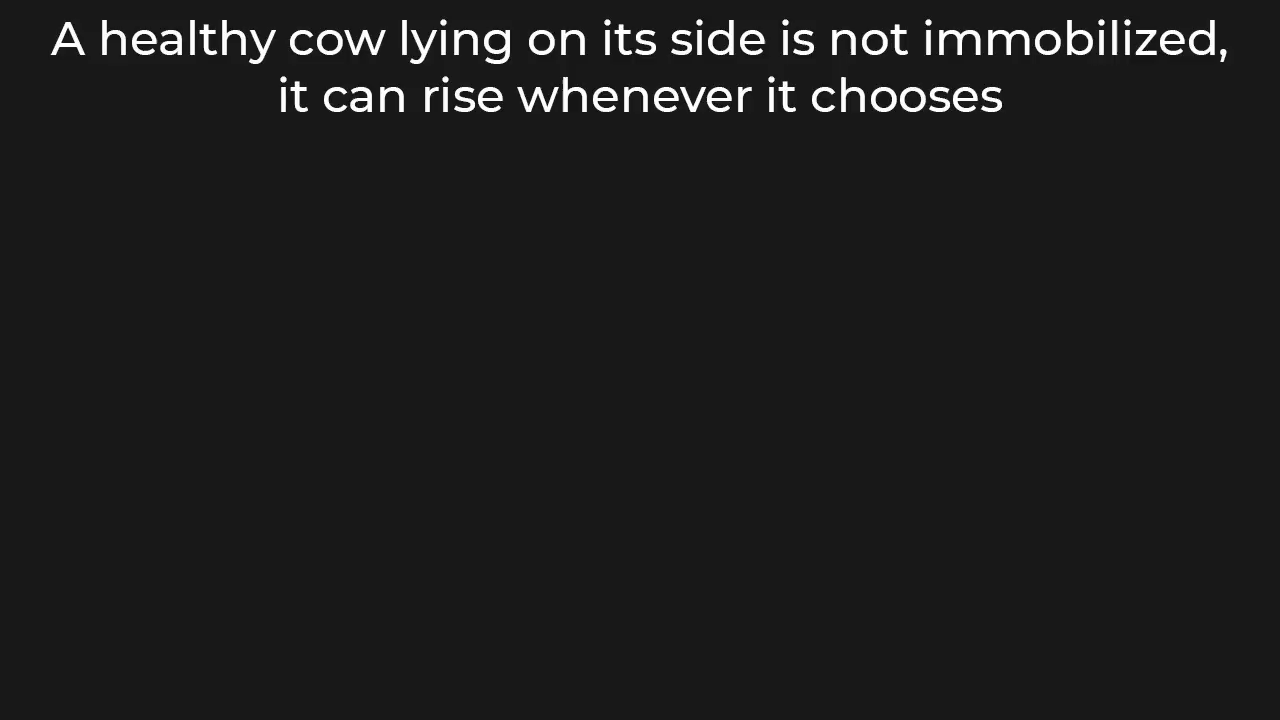 A healthy cow lying on its side is not immobilized,
it can rise whenever it chooses